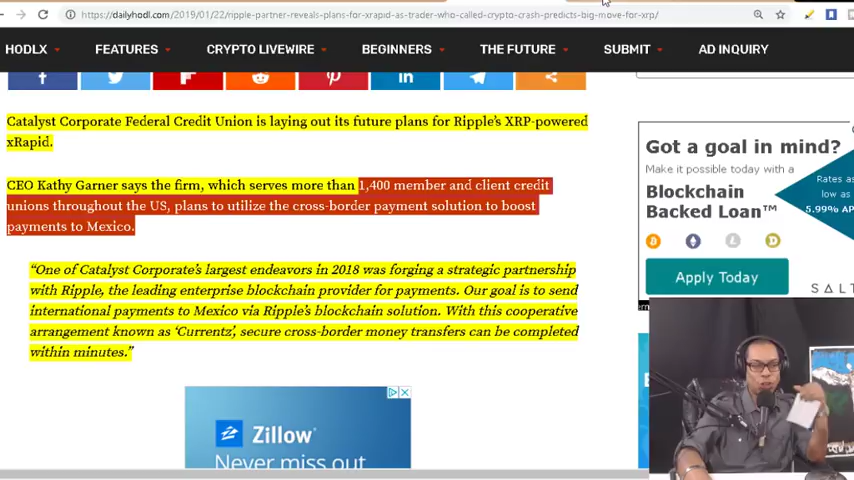 https://dailyhodl.com/2019/01/22/ripple-partner-reveals-plans-for-xrapid-as-trader-who-called-crypto-crash-predicts-big-move-for-xrp/
HODLX FEATURES CRYPTO LIVEWIRE BEGINNERS THE FUTURE SUBMIT AD INQUIRY
Catalyst Corporate Federal Credit Union is laying out its future plans for Ripple's XRP-powered
xRapid.
CEO Kathy Garner says the firm, which serves more than 1,400 member and client credit
unions throughout the US, plans to utilize the cross-border payment solution to boost
payments to Mexico.
“One of Catalyst Corporate's largest endeavors in 2018 was forging a strategic partnership
with Ripple, the leading enterprise blockchain provider for payments. Our goal is to send
international payments to Mexico via Ripple's blockchain solution. With this cooperative
arrangement known as ‘Currentz’, secure cross-border money transfers can be completed
within minutes.”
Zillow
Never miss out
Got a goal in mind?
Make it possible today with a
Blockchain
Backed Loan™
Rates as
low as
5.99% AP
Apply Today
SALT